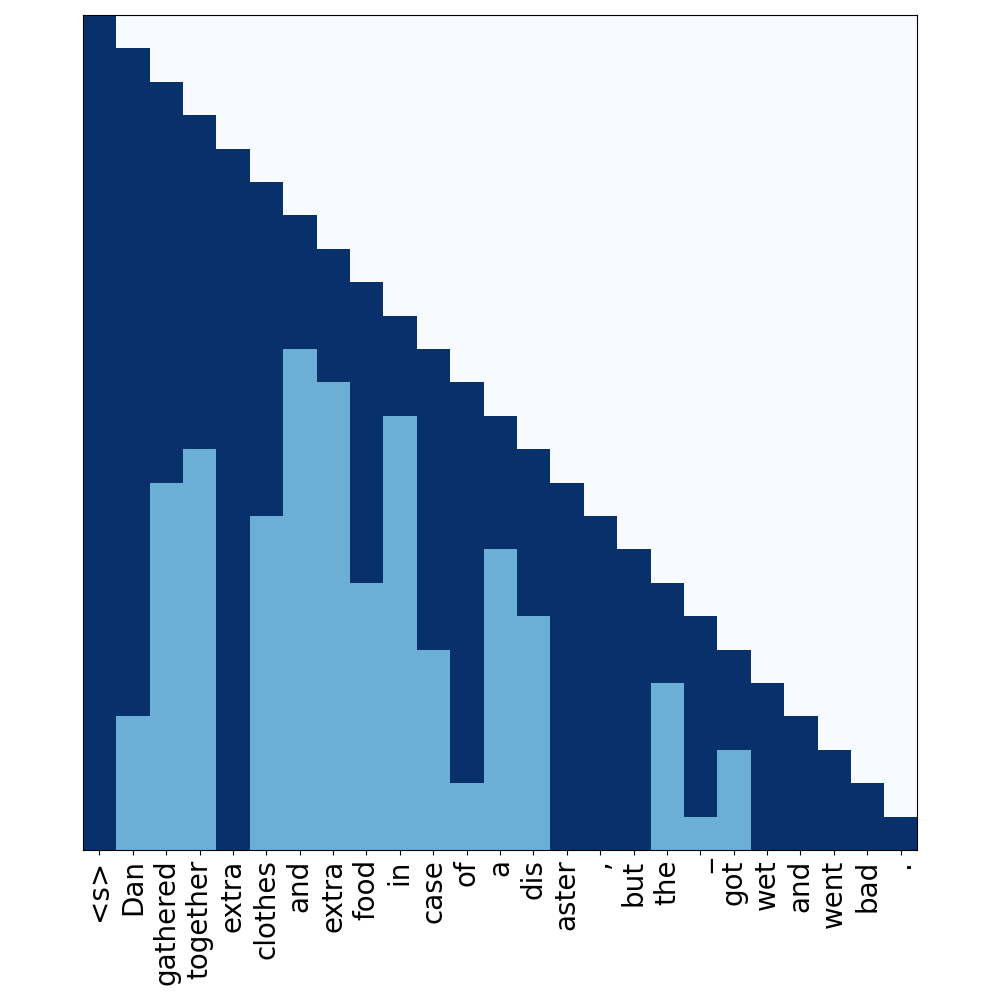 <s> Dan gathered together extra clothes and extra food in case of a dis aster , but the _ got wet and went bad .